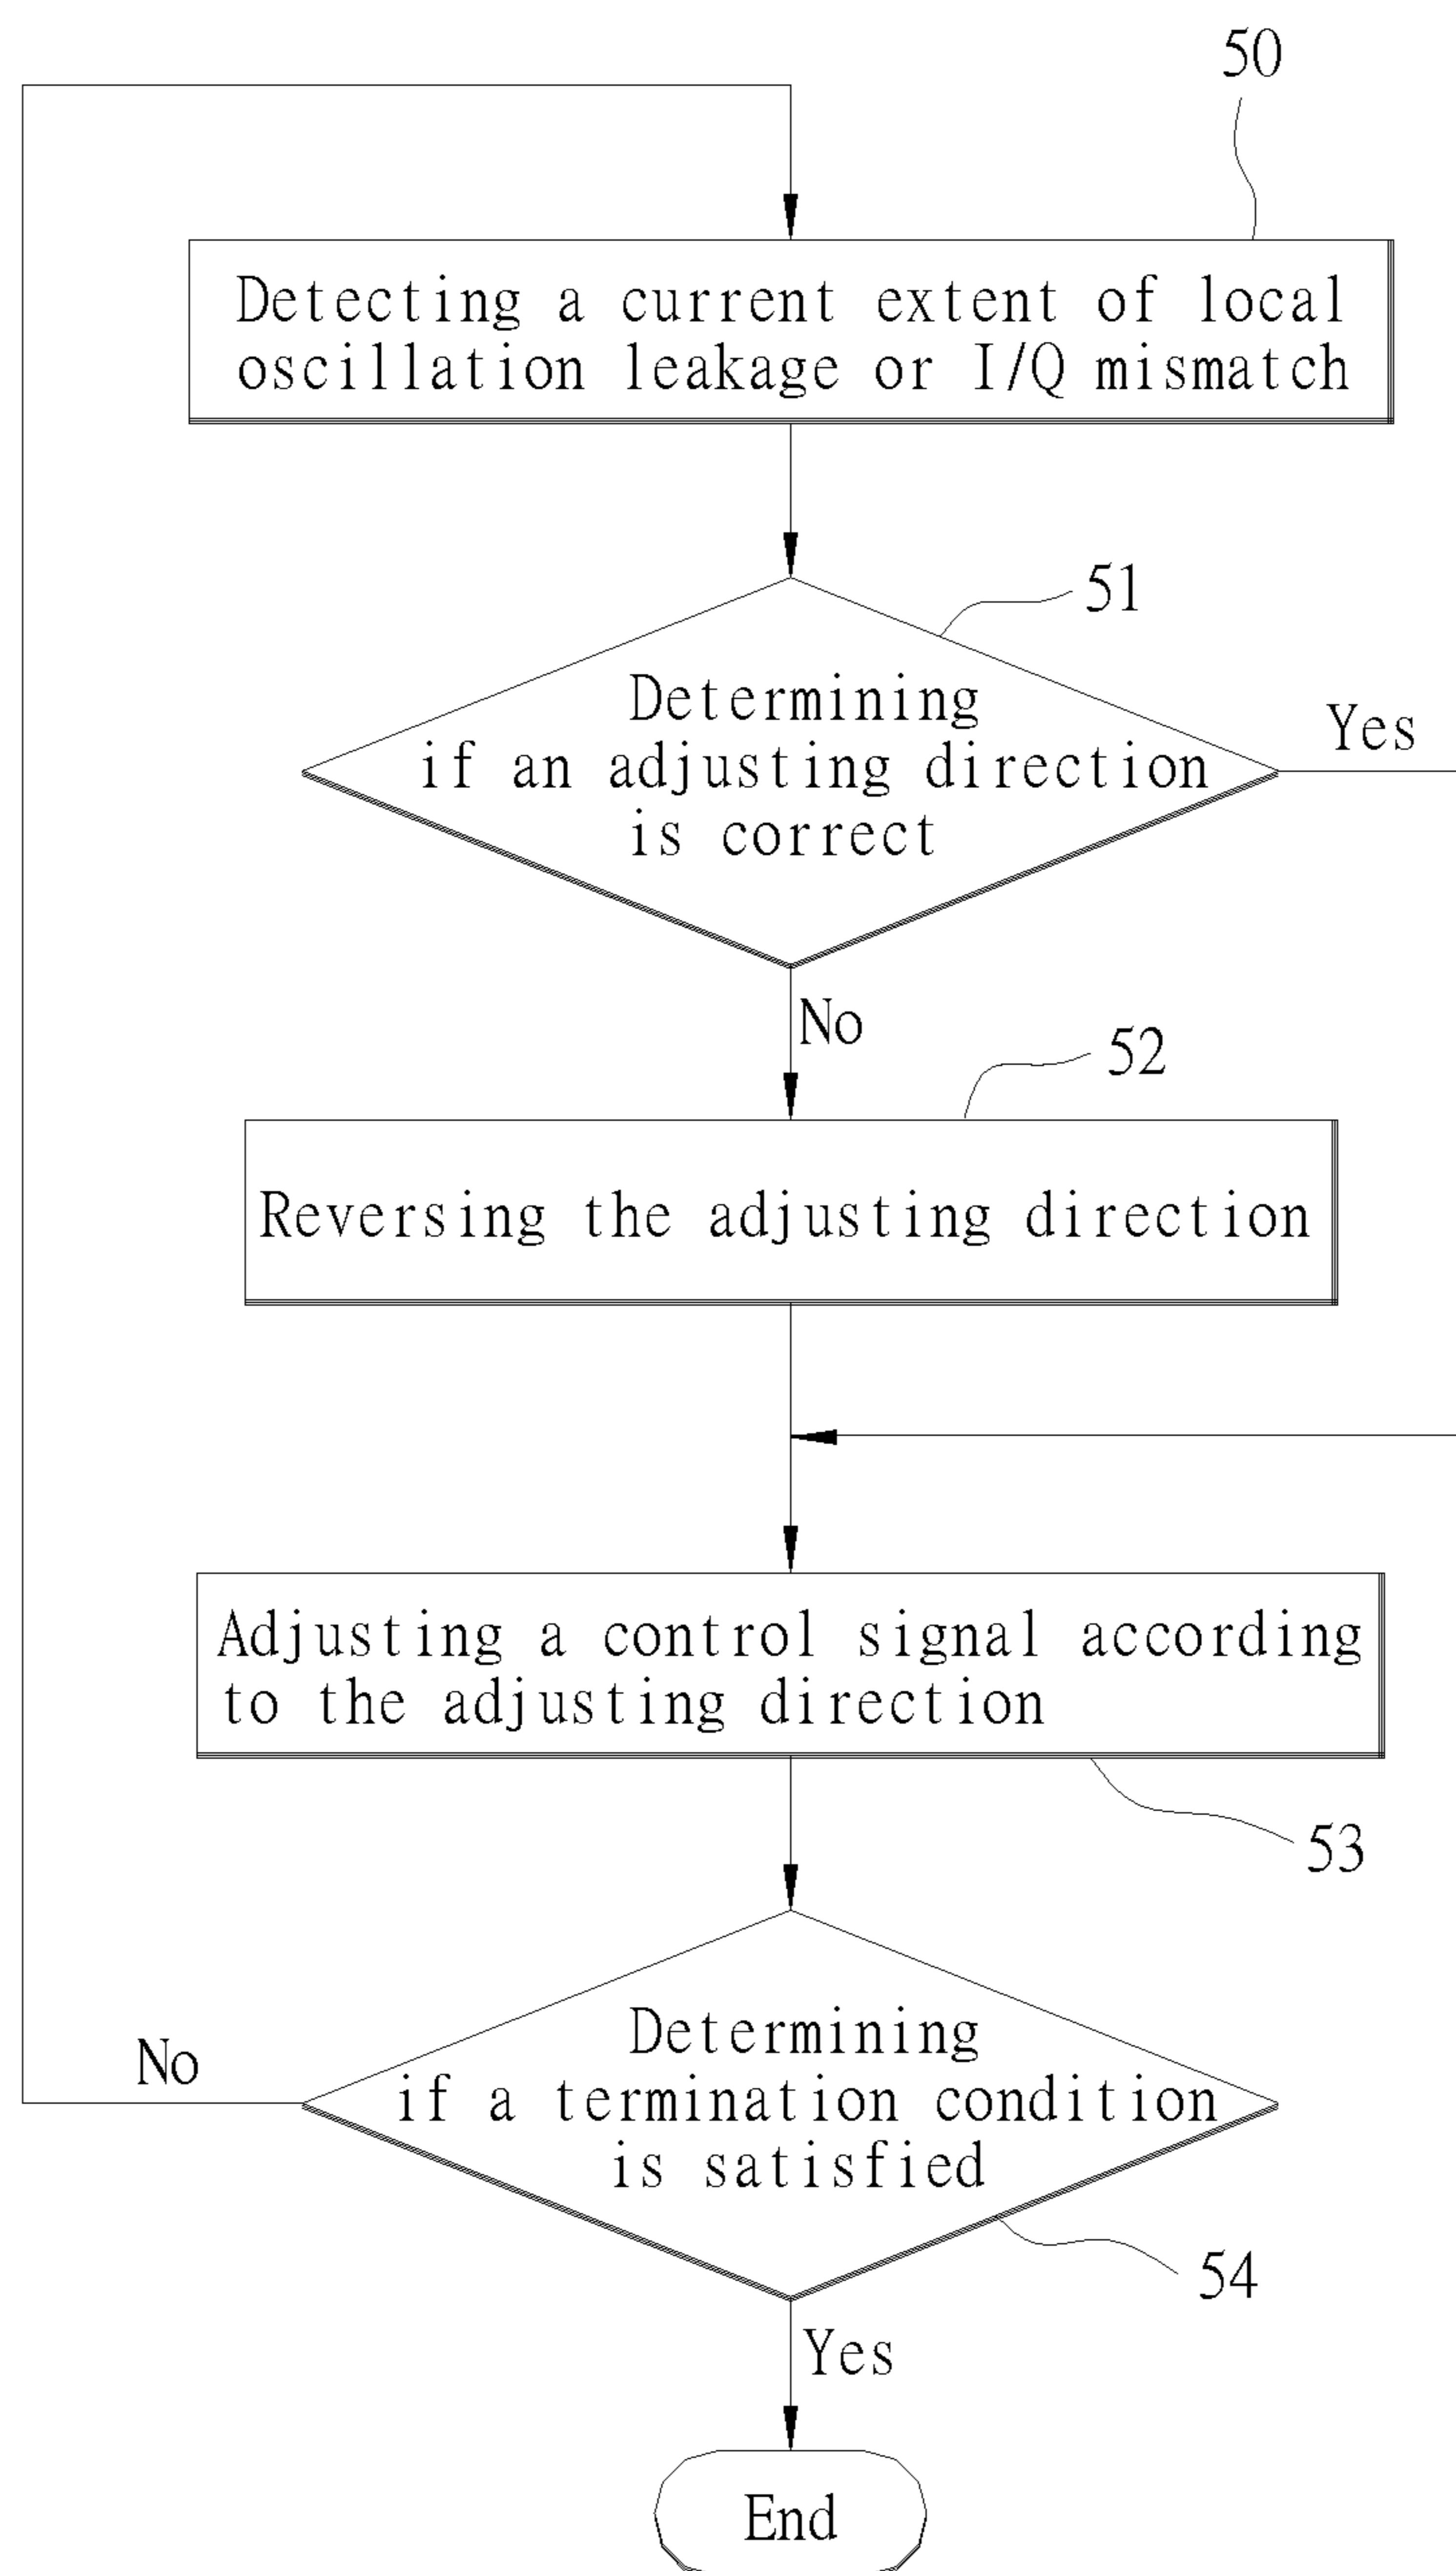 50
Detecting a current extent of local
oscillation leakage or I/Q mismatch
51
Determining
if an adjusting direction
is correct
Yes
No
52
Reversing the adjusting direction
Adjusting a control signal according
to the adjusting direction
53
Determining
if a termination condition
is satisfied
No
54
Yes
End